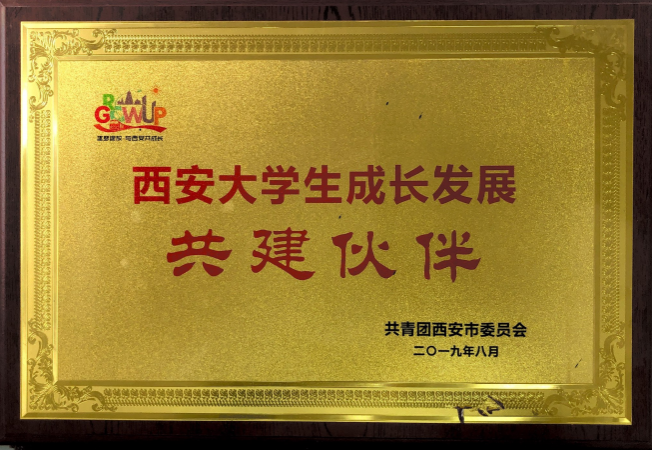 GROWUP
西安大学生成长发展
共建伙伴
共青团西安市委员会
二〇一九年八月